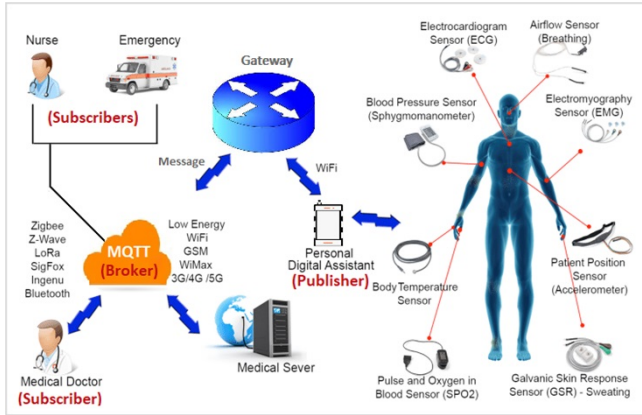 Nurse
Emergency
(Subscribers)
Gateway
Message
WiFi
Zigbee
Z-Wave
LoRa
SigFox
Ingenu
Bluetooth
MQTT
(Broker)
Low Energy
WiFi
GSM
WiMax
3G/4G /5G
Personal
Digital Assistant
(Publisher)
Medical Doctor
(Subscriber)
Medical Sever
Electrocardiogram
Sensor (ECG)
Airflow Sensor
(Breathing)
Blood Pressure Sensor
(Sphygmomanometer)
Electromyography
Sensor (EMG)
Body Temperature
Sensor
Patient Position
Sensor
(Accelerometer)
Pulse and Oxygen in
Blood Sensor (SPO2)
Galvanic Skin Response
Sensor (GSR) - Sweating